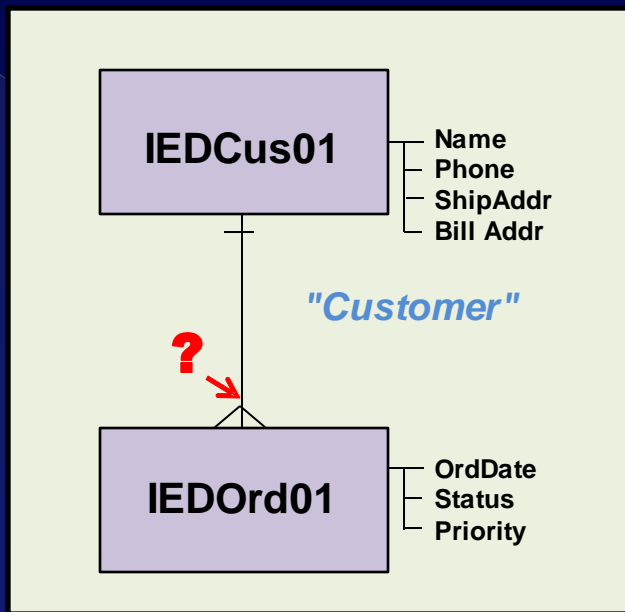 IEDCus01
Name
Phone
ShipAddr
Bill Addr
"Customer"
?
IEDOrd01
OrdDate
Status
Priority